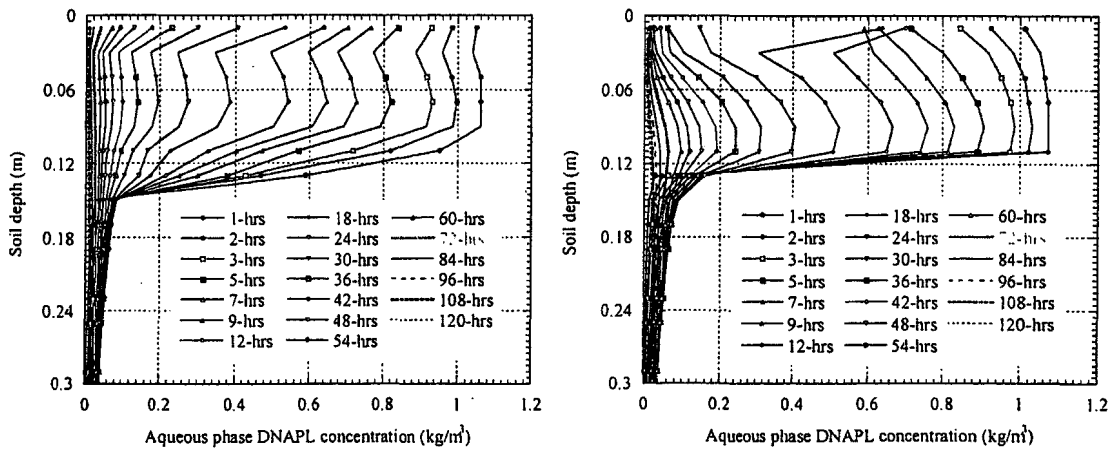 0
0.06
0.12
0.18
0.24
0.3
Soil depth (m)
1-hrs 18-hrs 60-hrs
2-hrs 24-hrs 72-hrs
3-hrs 30-hrs 84-hrs
5-hrs 36-hrs 96-hrs
7-hrs 42-hrs 108-hrs
9-hrs 48-hrs 120-hrs
12-hrs 54-hrs
0 0.2 0.4 0.6 0.8 1 1.2
Aqueous phase DNAPL concentration (kg/m³)
0
0.06
0.12
0.18
0.24
0.3
Soil depth (m)
1-hrs 18-hrs 60-hrs
2-hrs 24-hrs 72-hrs
3-hrs 30-hrs 84-hrs
5-hrs 36-hrs 96-hrs
7-hrs 42-hrs 108-hrs
9-hrs 48-hrs 120-hrs
12-hrs 54-hrs
0 0.2 0.4 0.6 0.8 1 1.2
Aqueous phase DNAPL concentration (kg/m³)